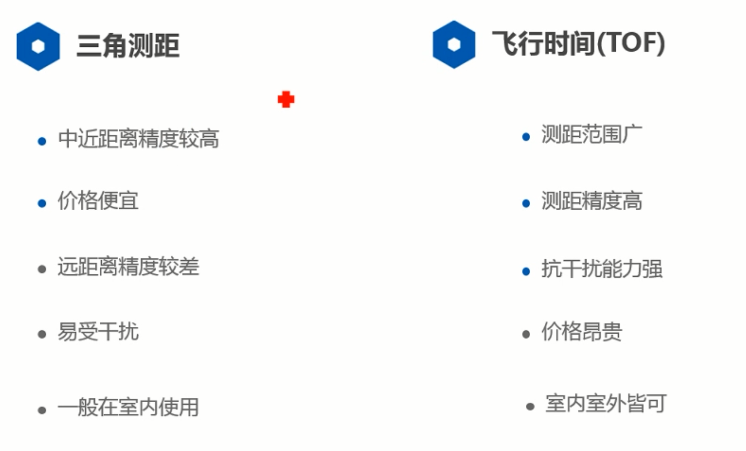 三角测距
中近距离精度较高
价格便宜
远距离精度较差
易受干扰
一般在室内使用
飞行时间(TOF)
测距范围广
测距精度高
抗干扰能力强
价格昂贵
室内室外皆可